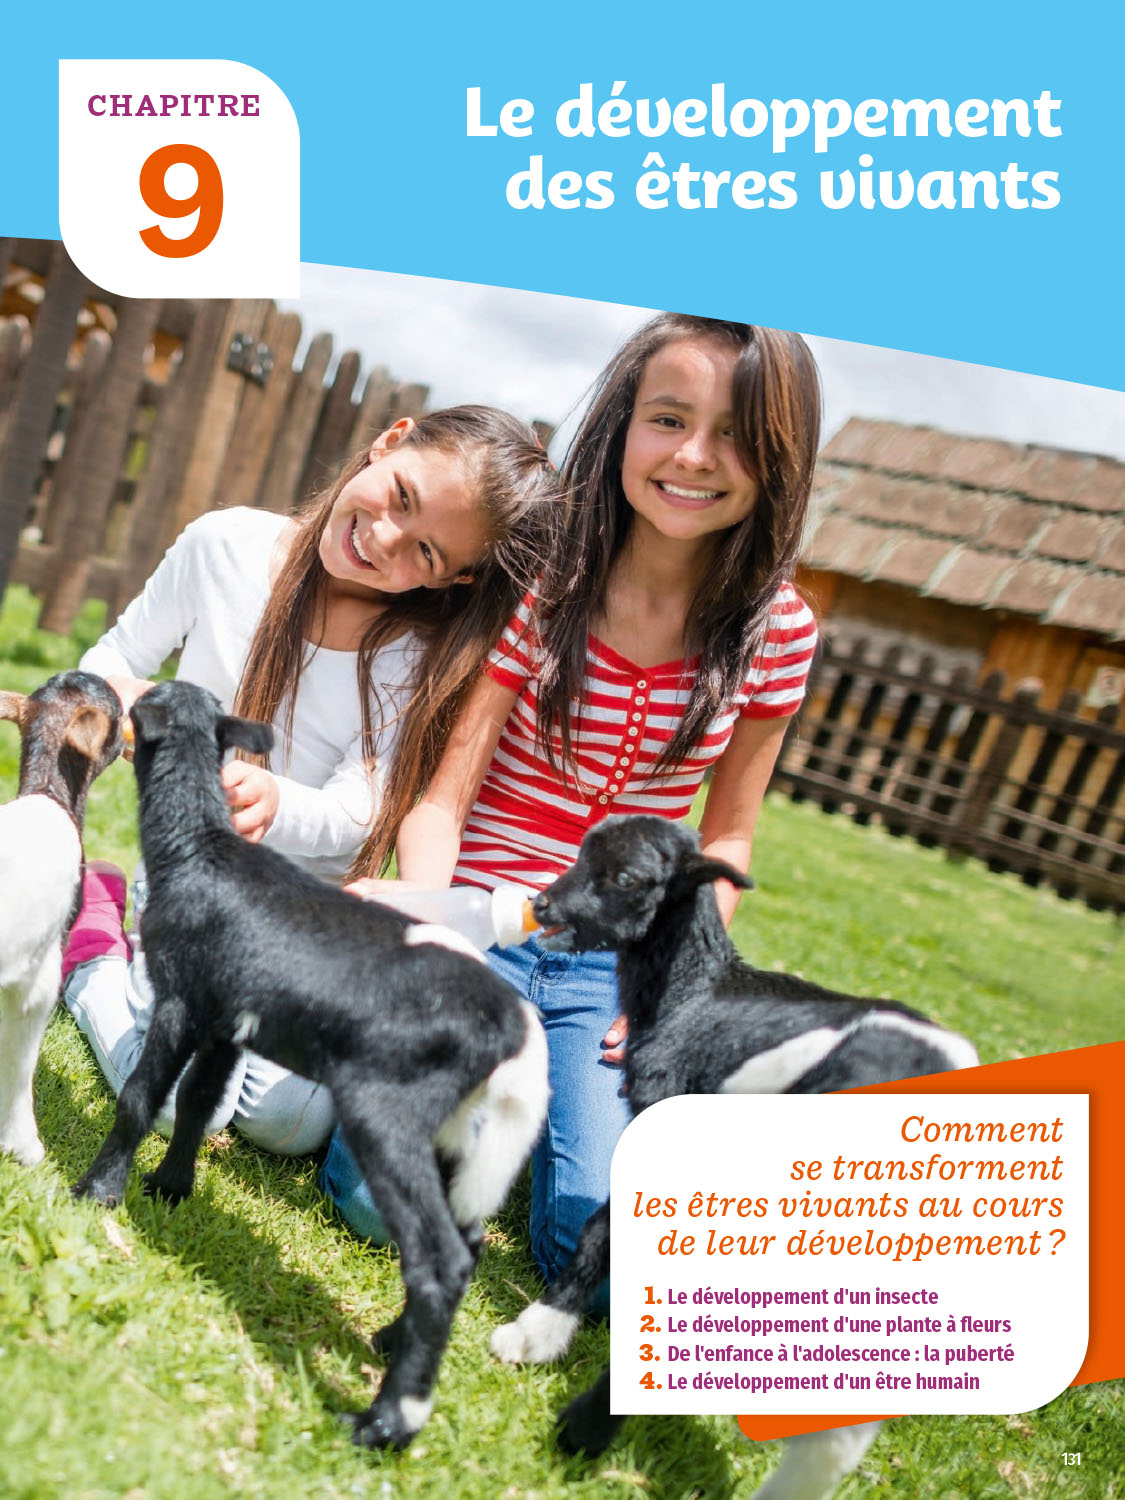 CHAPITRE
9
Le développement
des êtres vivants
Comment
se transforment
les êtres vivants au cours
de leur développement ?
1. Le développement d'un insecte
2. Le développement d'une plante à fleurs
3. De l'enfance à l'adolescence : la puberté
4. Le développement d'un être humain
131